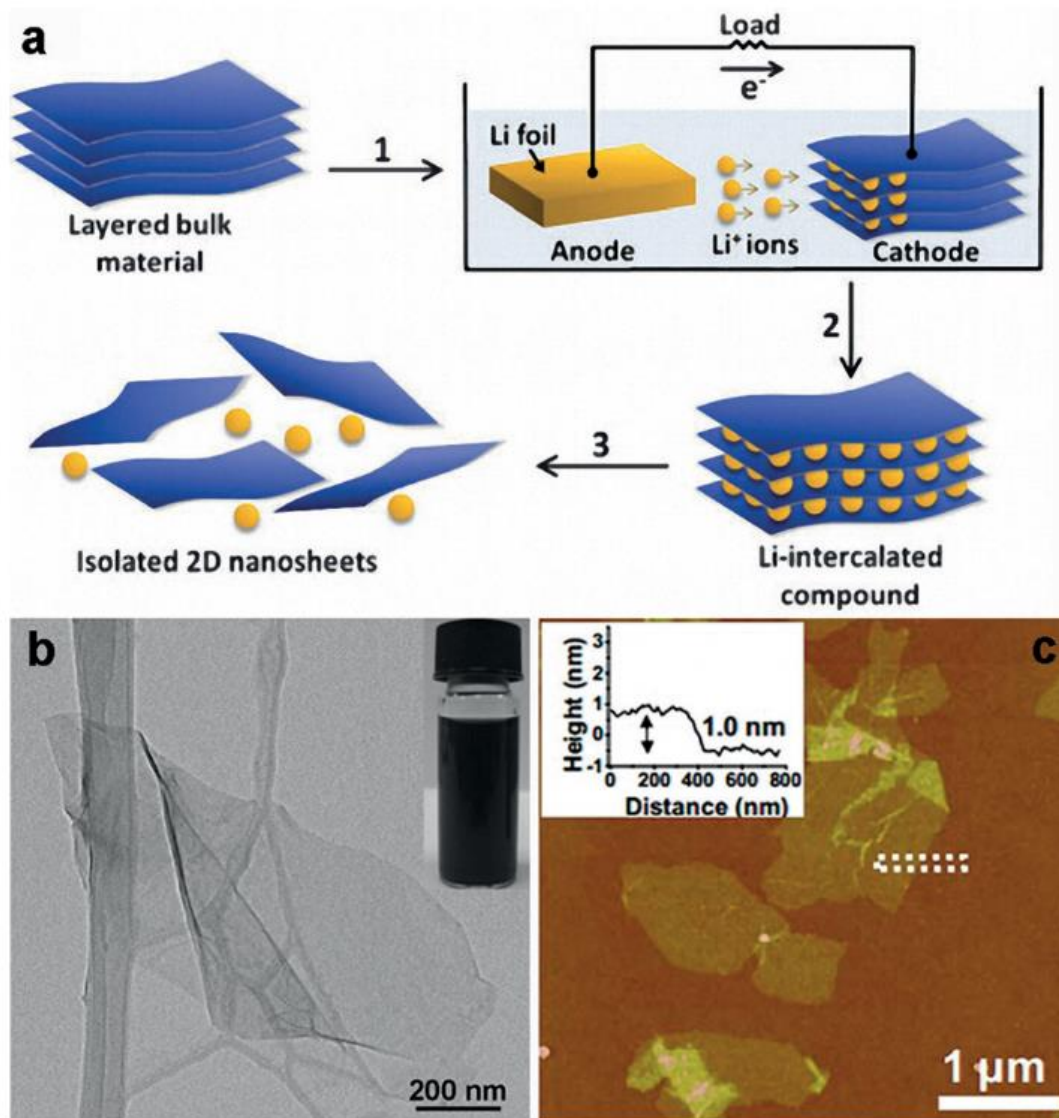 a
Load
e⁻
Li foil
1
Layered bulk
material
Anode
Li⁺ ions
Cathode
2
3
Isolated 2D nanosheets
Li-intercalated
compound
b
200 nm
c
Height (nm)
3
2
1
0
-1
1.0 nm
0 200 400 600 800
Distance (nm)
1 µm